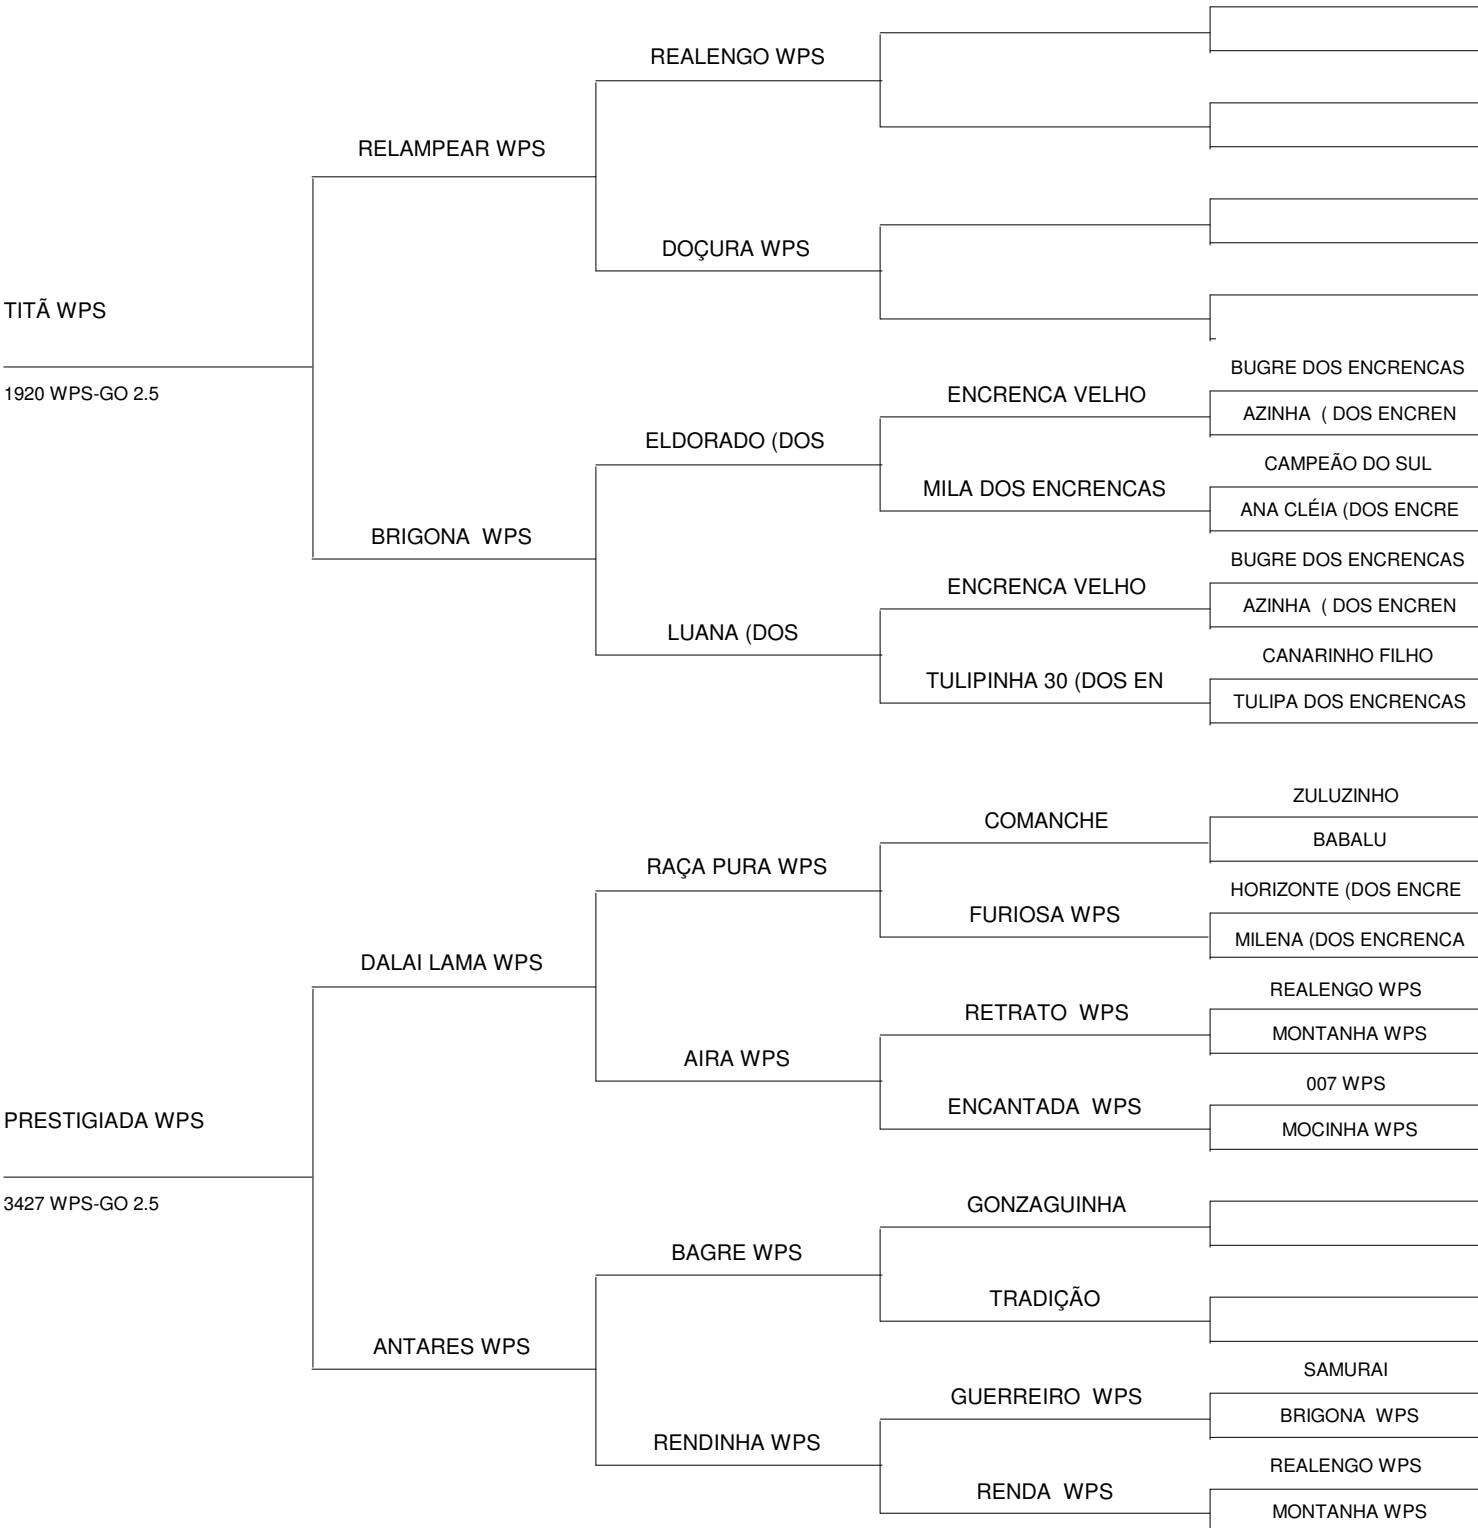 REALENGO WPS
RELAMPEAR WPS
DOÇURA WPS
TITÃ WPS
1920 WPS-GO 2.5
BUGRE DOS ENCRENCAS
ENCRENCA VELHO
AZINHA  ( DOS ENCREN
ELDORADO (DOS
CAMPEÃO DO SUL
MILA DOS ENCRENCAS
ANA CLÉIA (DOS ENCRE
BRIGONA  WPS
BUGRE DOS ENCRENCAS
ENCRENCA VELHO
AZINHA  ( DOS ENCREN
LUANA (DOS
CANARINHO FILHO
TULIPINHA 30 (DOS EN
TULIPA DOS ENCRENCAS
ZULUZINHO
COMANCHE
BABALU
RAÇA PURA WPS
HORIZONTE (DOS ENCRE
FURIOSA WPS
MILENA (DOS ENCRENCA
DALAI LAMA WPS
REALENGO WPS
RETRATO  WPS
MONTANHA WPS
AIRA WPS
007 WPS
ENCANTADA  WPS
MOCINHA WPS
PRESTIGIADA WPS
3427 WPS-GO 2.5
GONZAGUINHA
BAGRE WPS
TRADIÇÃO
ANTARES WPS
SAMURAI
GUERREIRO  WPS
BRIGONA  WPS
RENDINHA WPS
REALENGO WPS
RENDA  WPS
MONTANHA WPS